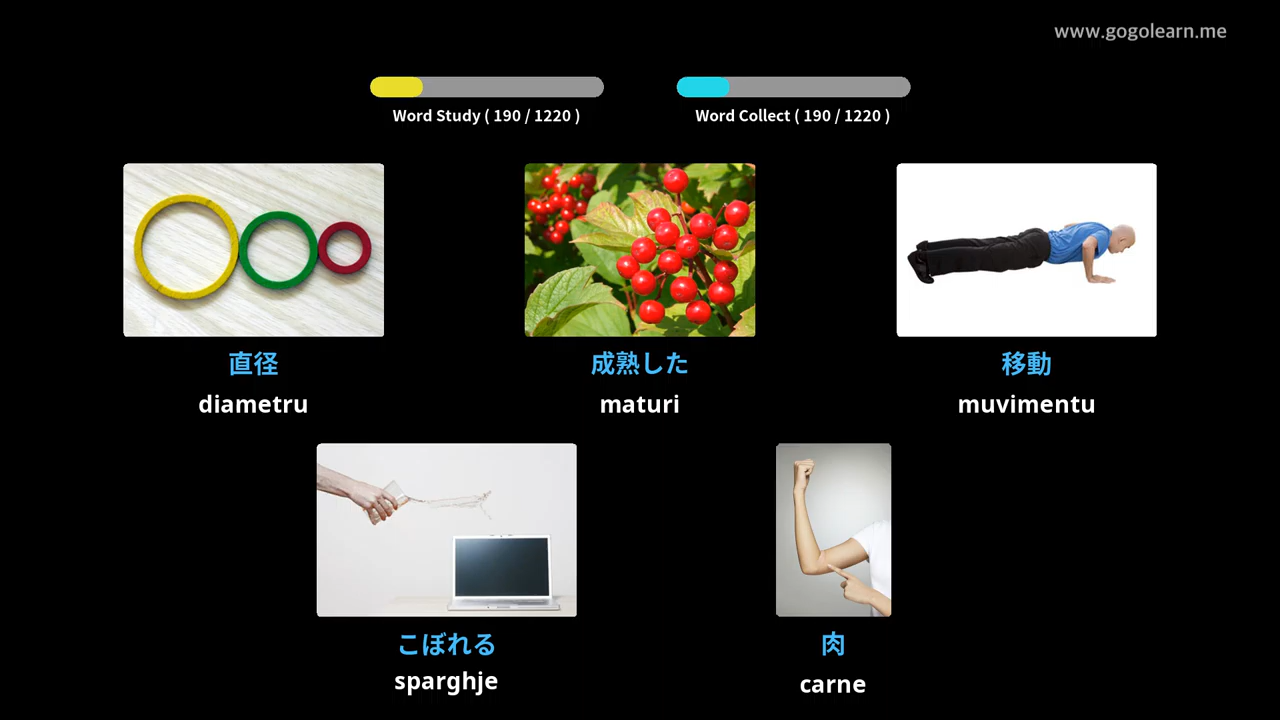 www.gogolearn.me
Word Study ( 190 / 1220 )
Word Collect ( 190 / 1220 )
直径
diametru
成熟した
maturi
移動
muvimentu
こぼれる
sparghje
肉
carne